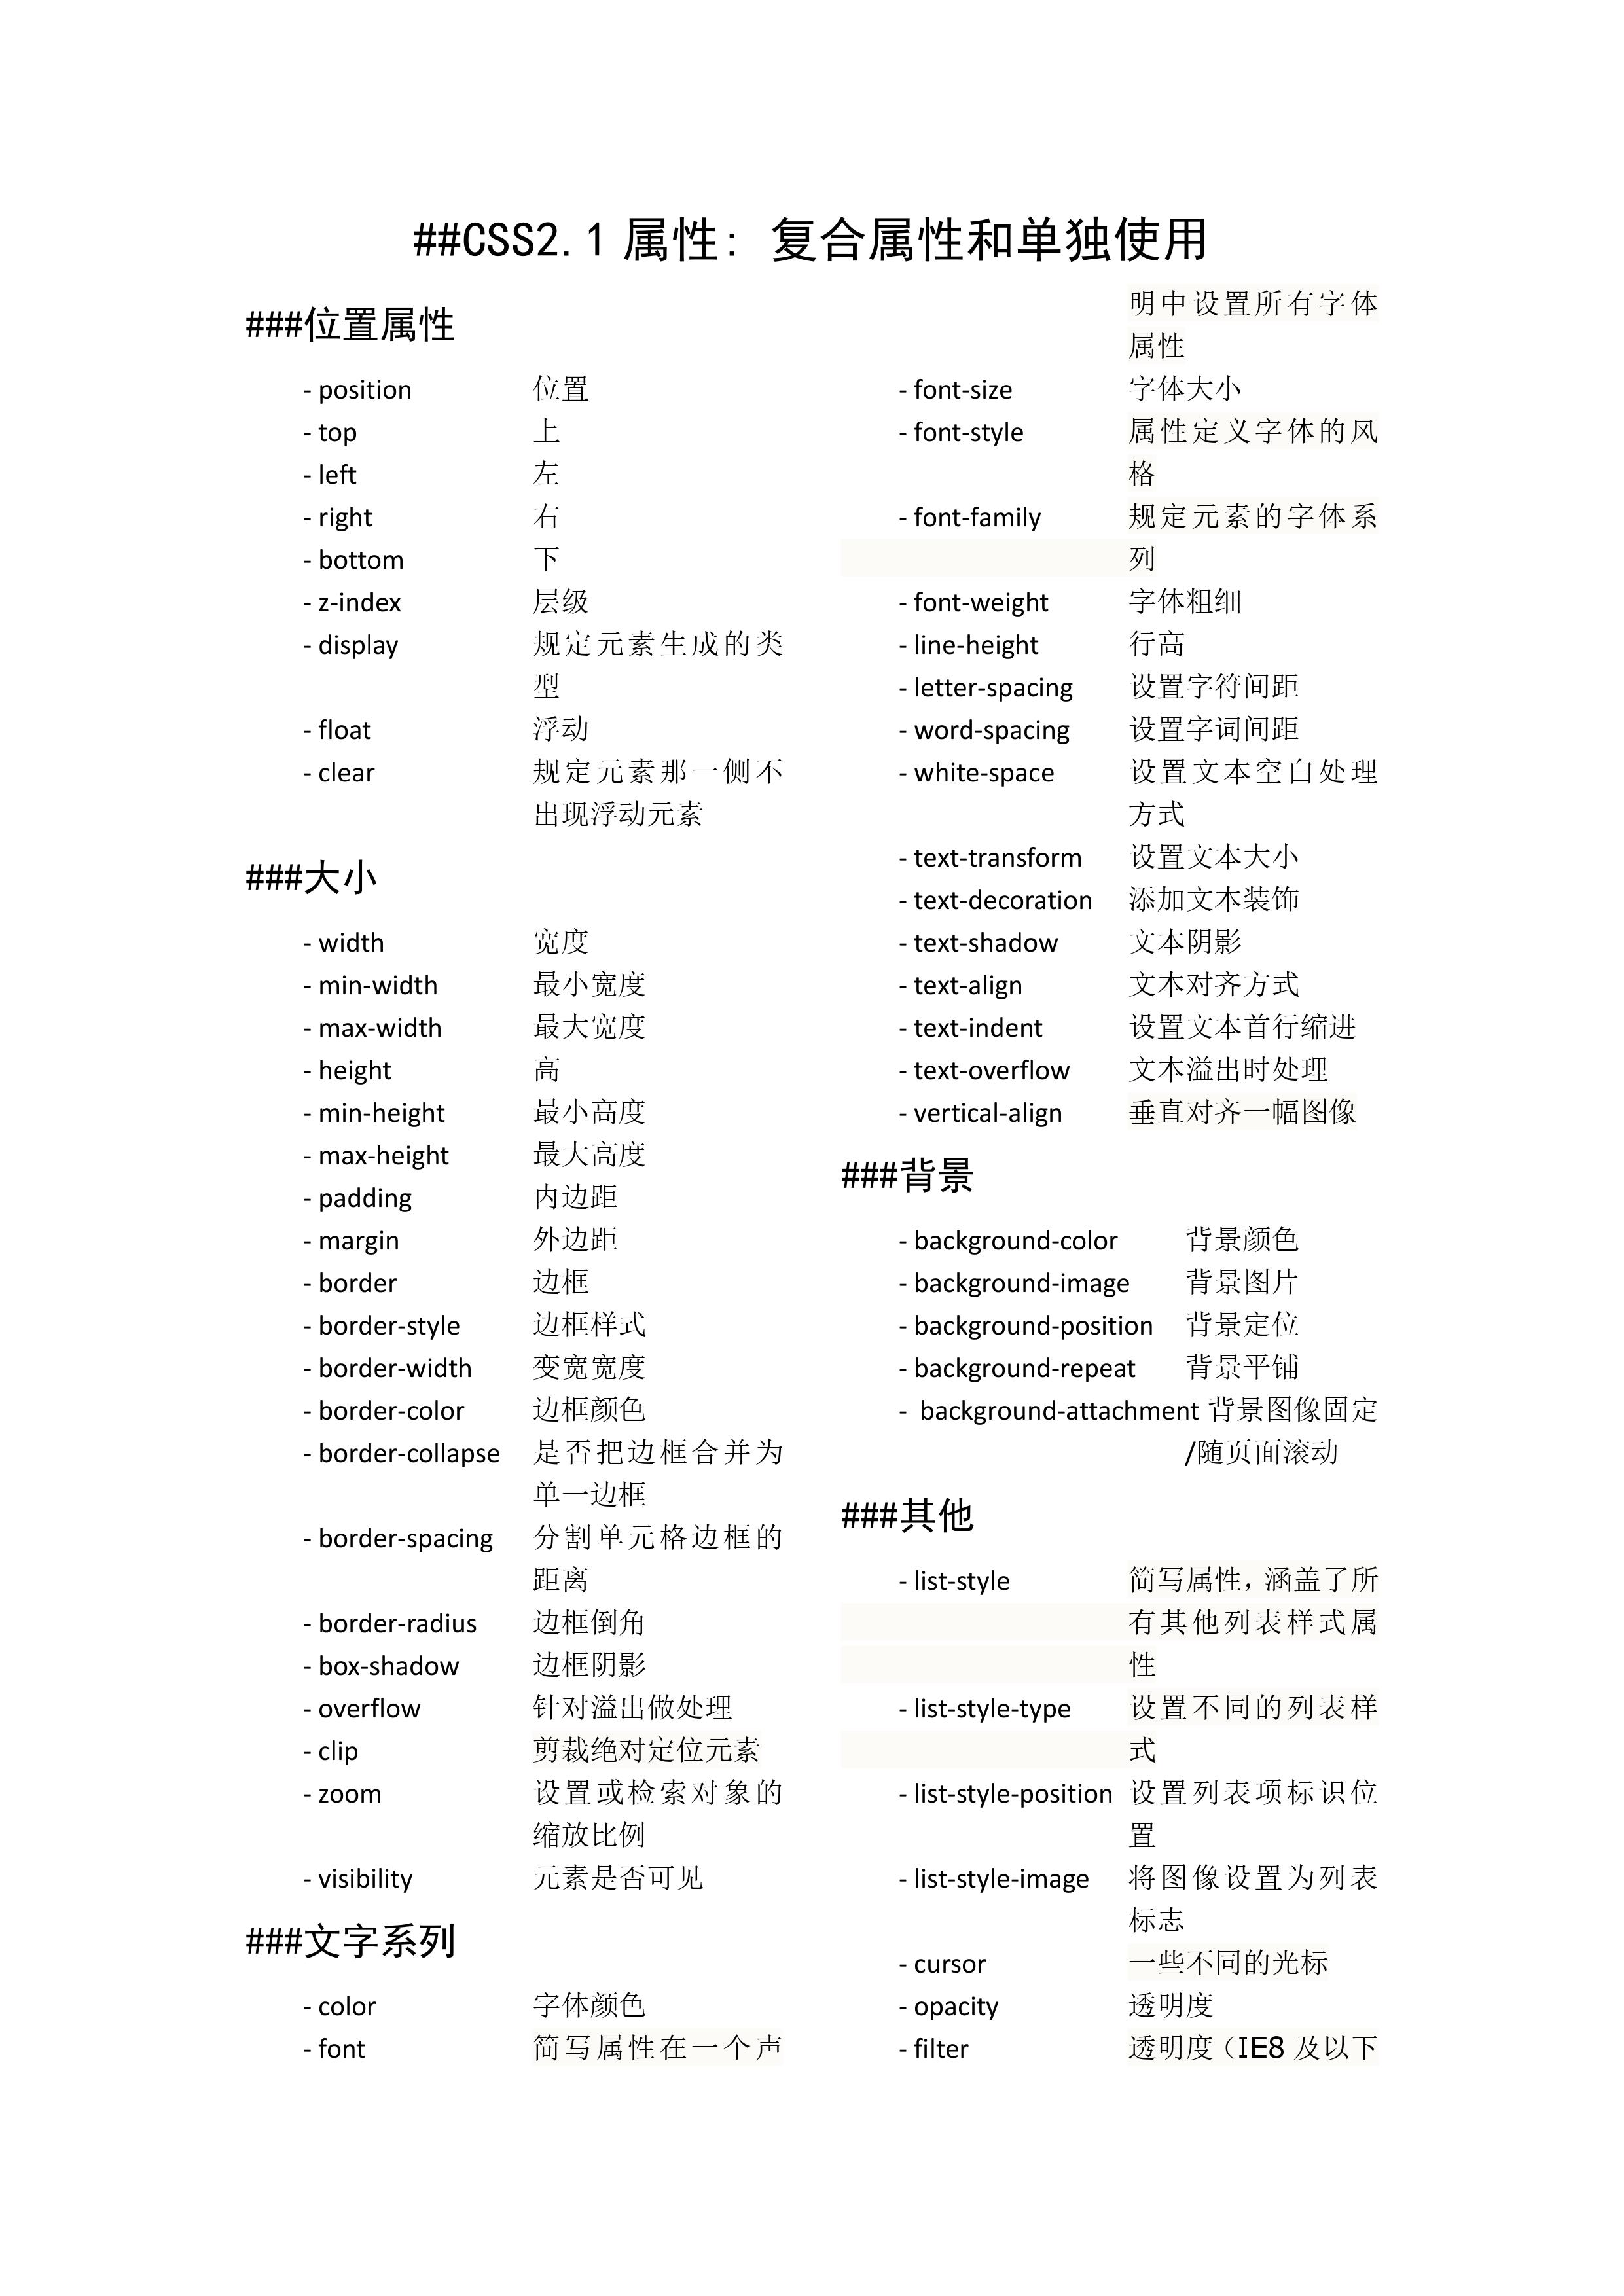 ##CSS2.1 属性: 复合属性和单独使用
###位置属性
- position 位置
- top 上
- left 左
- right 右
- bottom 下
- z-index 层级
- display 规定元素生成的类
型
- float 浮动
- clear 规定元素那一侧不
出现浮动元素
###大小
- width 宽度
- min-width 最小宽度
- max-width 最大宽度
- height 高
- min-height 最小高度
- max-height 最大高度
- padding 内边距
- margin 外边距
- border 边框
- border-style 边框样式
- border-width 变宽宽度
- border-color 边框颜色
- border-collapse 是否把边框合并为
单一边框
- border-spacing 分割单元格边框的
距离
- border-radius 边框倒角
- box-shadow 边框阴影
- overflow 针对溢出做处理
- clip 剪裁绝对定位元素
- zoom 设置或检索对象的
缩放比例
- visibility 元素是否可见
###文字系列
- color 字体颜色
- font 简写属性在一个声
明中设置所有字体
属性
- font-size 字体大小
- font-style 属性定义字体的风
格
- font-family 规定元素的字体系
列
- font-weight 字体粗细
- line-height 行高
- letter-spacing 设置字符间距
- word-spacing 设置字词间距
- white-space 设置文本空白处理
方式
- text-transform 设置文本大小
- text-decoration 添加文本装饰
- text-shadow 文本阴影
- text-align 文本对齐方式
- text-indent 设置文本首行缩进
- text-overflow 文本溢出时处理
- vertical-align 垂直对齐一幅图像
###背景
- background-color 背景颜色
- background-image 背景图片
- background-position 背景定位
- background-repeat 背景平铺
- background-attachment 背景图像固定
/随页面滚动
###其他
- list-style 简写属性，涵盖了所
有其他列表样式属
性
- list-style-type 设置不同的列表样
式
- list-style-position 设置列表项标识位
置
- list-style-image 将图像设置为列表
标志
- cursor 一些不同的光标
- opacity 透明度
- filter 透明度（IE8 及以下